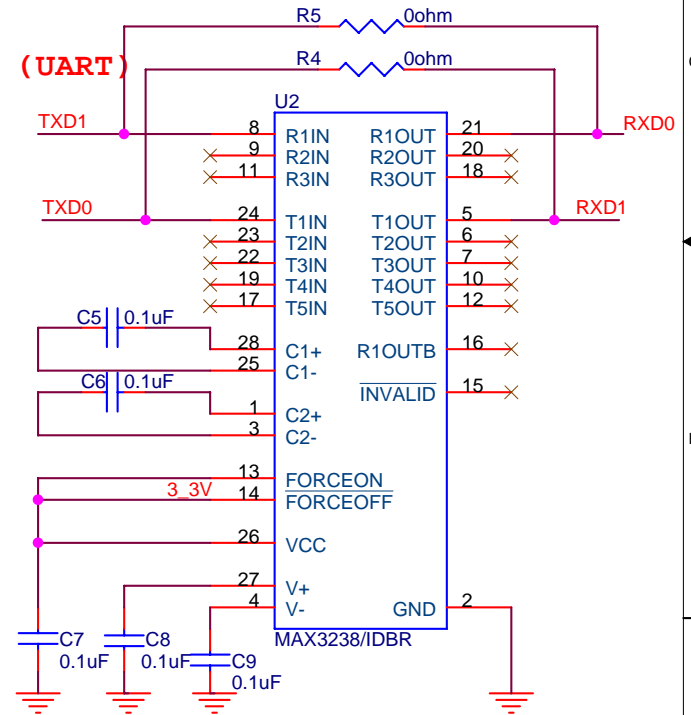 R5 0ohm
(UART)
R4 0ohm
U2
TXD1 8 R1IN R1OUT 21 RXD0
9 R2IN R2OUT 20
11 R3IN R3OUT 18
TXD0 24 T1IN T1OUT 5 RXD1
23 T2IN T2OUT 6
22 T3IN T3OUT 7
19 T4IN T4OUT 10
17 T5IN T5OUT 12
C5 0.1uF
28 C1+ R1OUTB 16
25 C1-
C6 0.1uF INVALID 15
1 C2+
3 C2-
13 FORCEON
3_3V 14 FORCEOFF
26 VCC
27 V+
4 V- GND 2
C7 0.1uF
C8 0.1uF
MAX3238/IDBR
C9 0.1uF